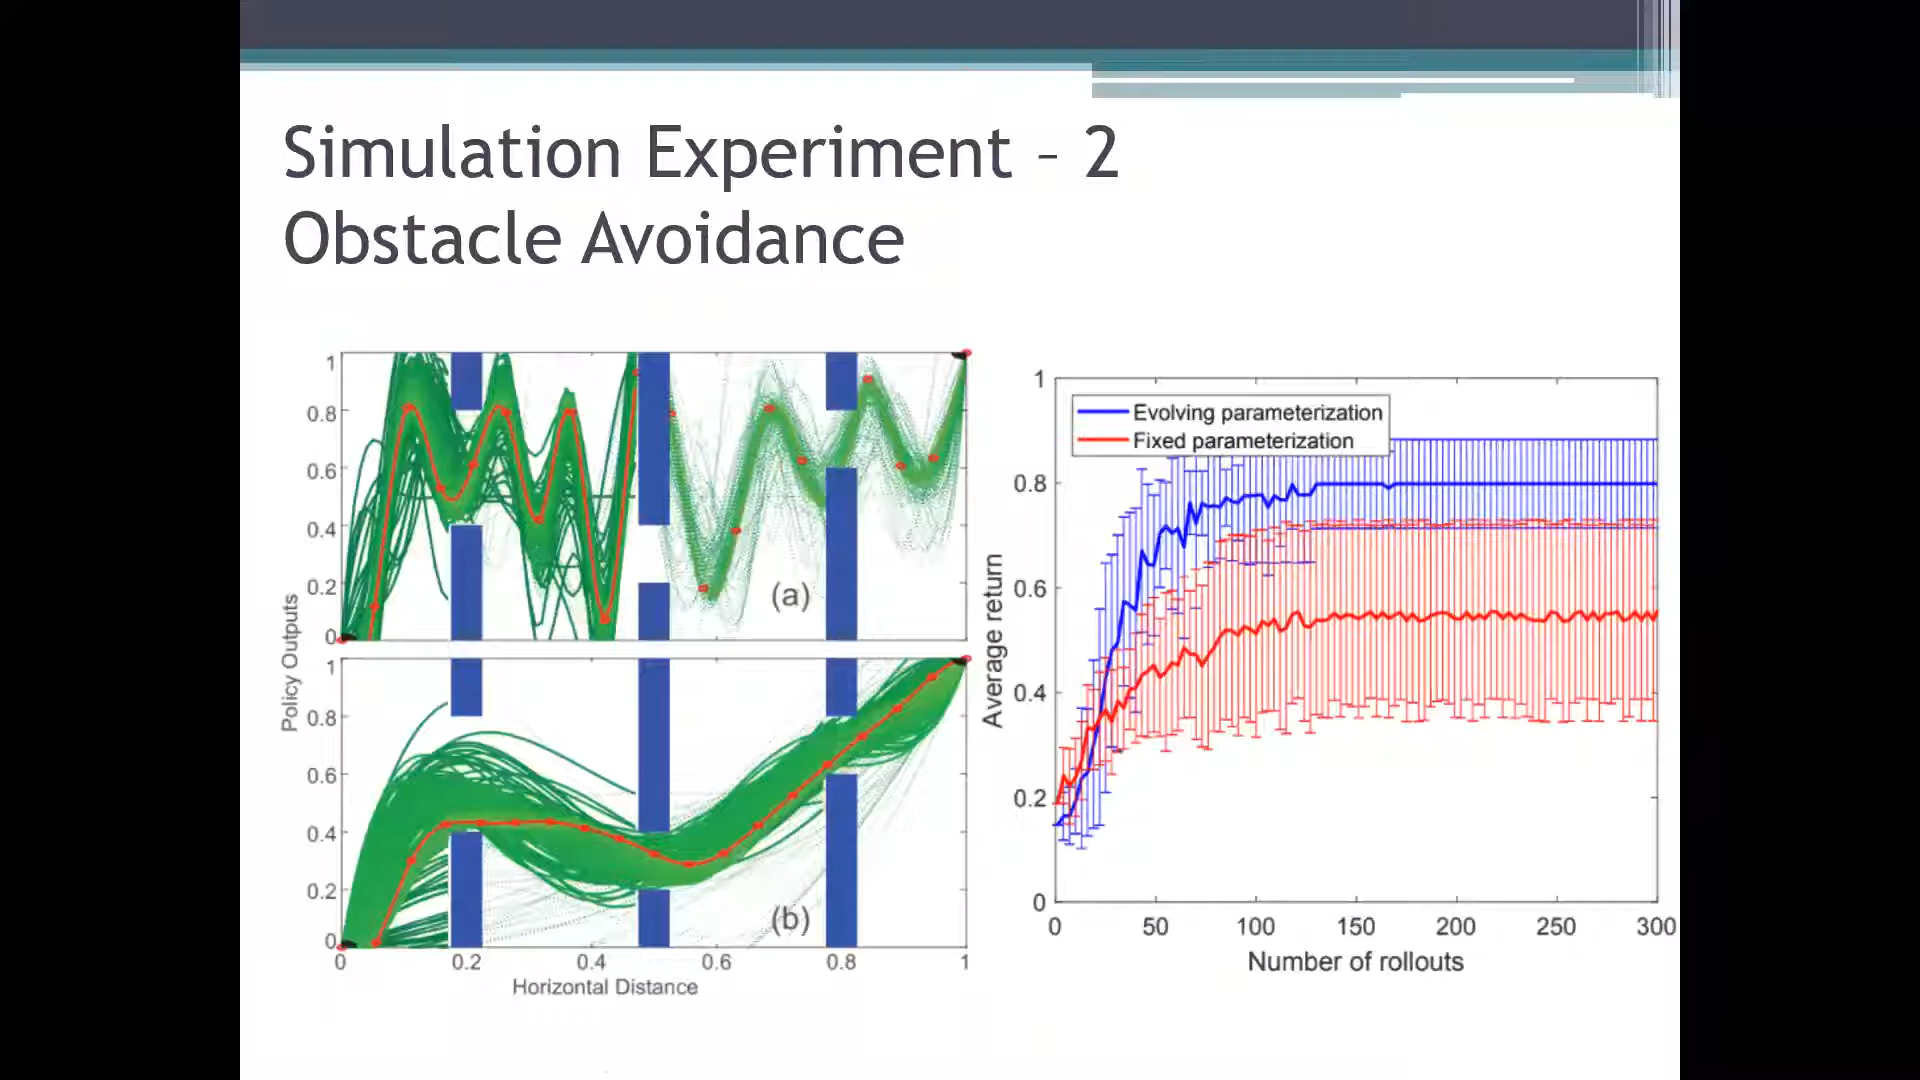 Simulation Experiment – 2
Obstacle Avoidance
1
0.8
0.6
0.4
0.2
0
(a)
1
0.8
0.6
0.4
0.2
0
(b)
0 0.2 0.4 0.6 0.8 1
Horizontal Distance
Policy Outputs
Evolving parameterization
Fixed parameterization
1
0.8
0.6
0.4
0.2
0
0 50 100 150 200 250 300
Number of rollouts
Average return